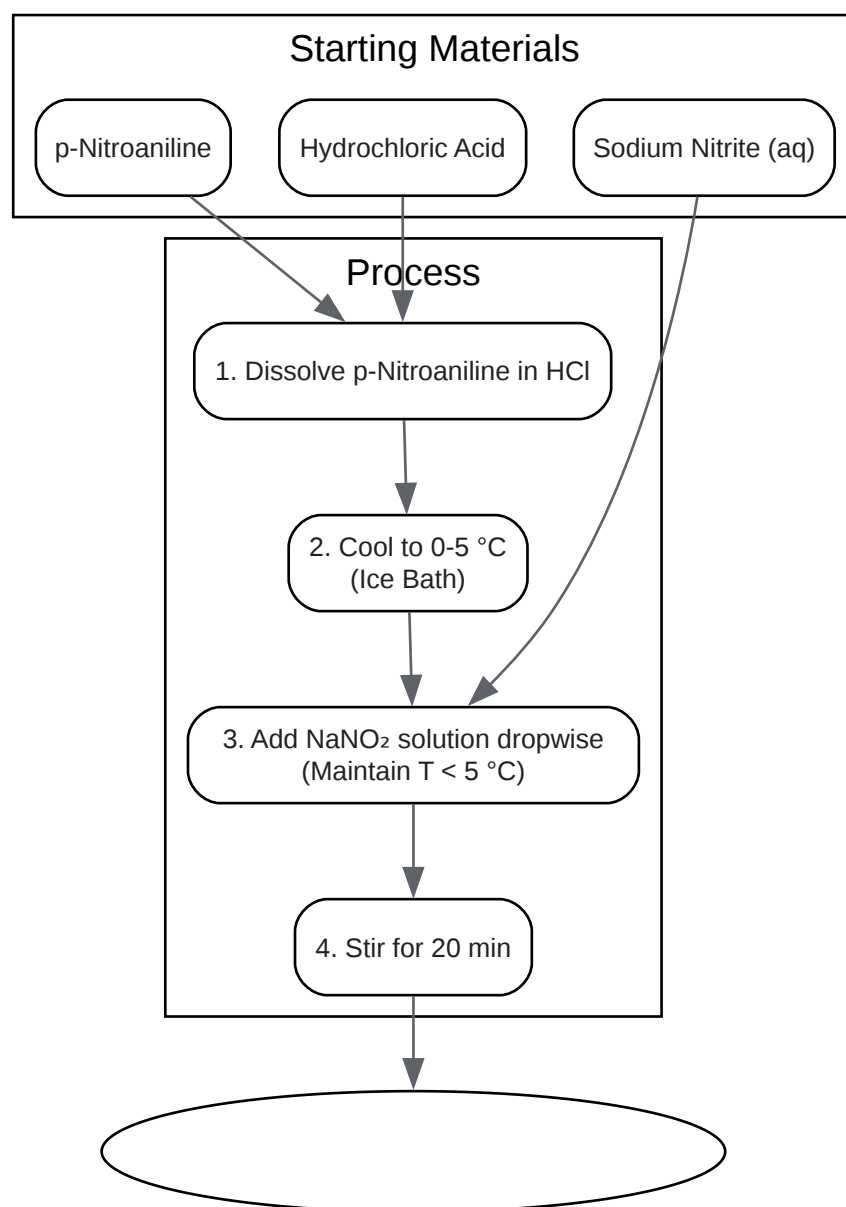 Starting Materials
p-Nitroaniline
Hydrochloric Acid
Sodium Nitrite (aq)
Process
1. Dissolve p-Nitroaniline in HCl
2. Cool to 0-5 °C
(Ice Bath)
3. Add NaNO₂ solution dropwise
(Maintain T < 5 °C)
4. Stir for 20 min